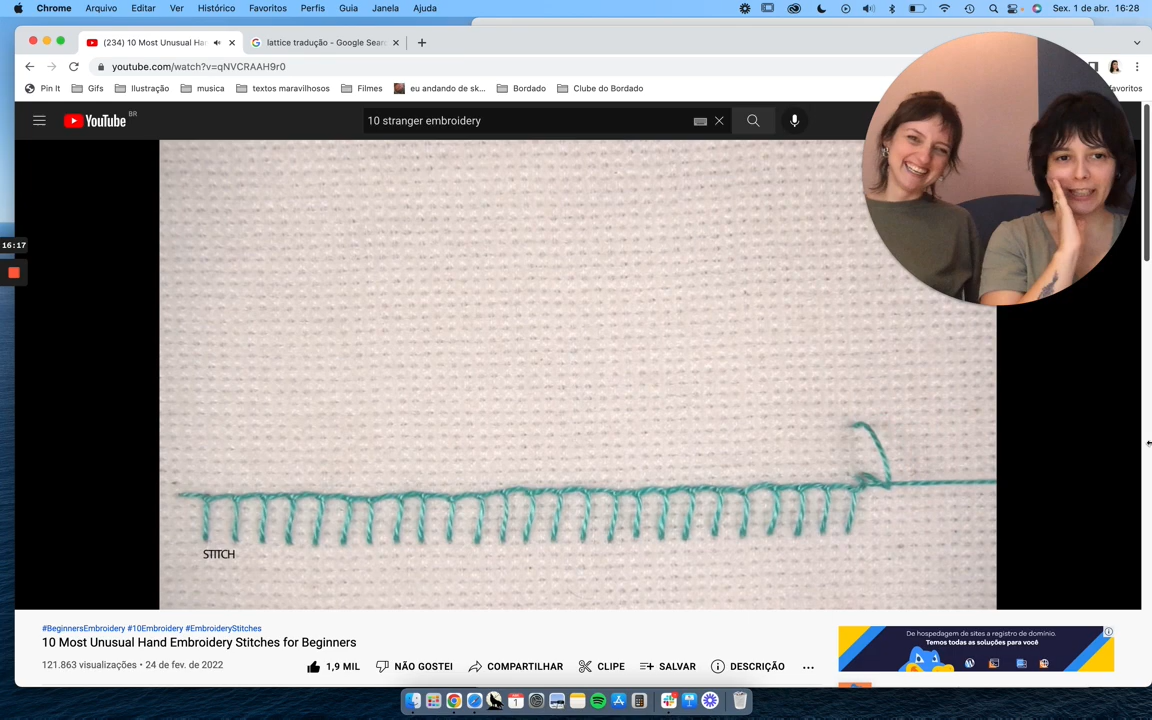 Chrome Arquivo Editar Ver Histórico Favoritos Perfis Guia Janela Ajuda Sex. 1 de abr. 16:28
(234) 10 Most Unusual Ha lattice tradução - Google Sear
youtube.com/watch?v=qNVCRAAH9r0
Pin It Gifs Ilustração musica textos maravilhosos Filmes eu andando de sk... Bordado Clube do Bordado favoritos
YouTube BR 10 stranger embroidery
16:17
STITCH
#BeginnersEmbroidery #10Embroidery #EmbroideryStitches
10 Most Unusual Hand Embroidery Stitches for Beginners
121.863 visualizações • 24 de fev. de 2022 1,9 MIL NÃO GOSTEI COMPARTILHAR CLIPE SALVAR DESCRIÇÃO ...
De hospedagem de sites a registro de domínio.
Temos todas as soluções para você.